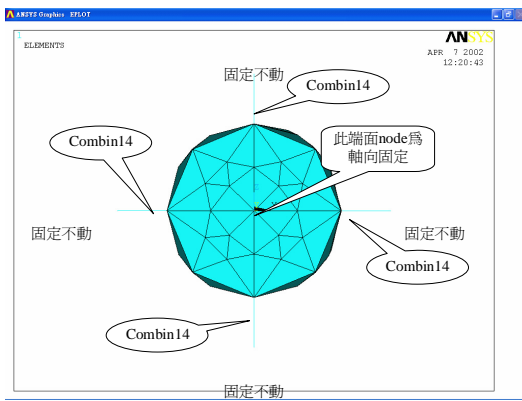 ANSYS Graphics EPLOT
1
ELEMENTS
ANSYS
APR 7 2002
12:20:43
固定不動
Combin14
Combin14
此端面node為
軸向固定
固定不動
固定不動
Combin14
Combin14
固定不動